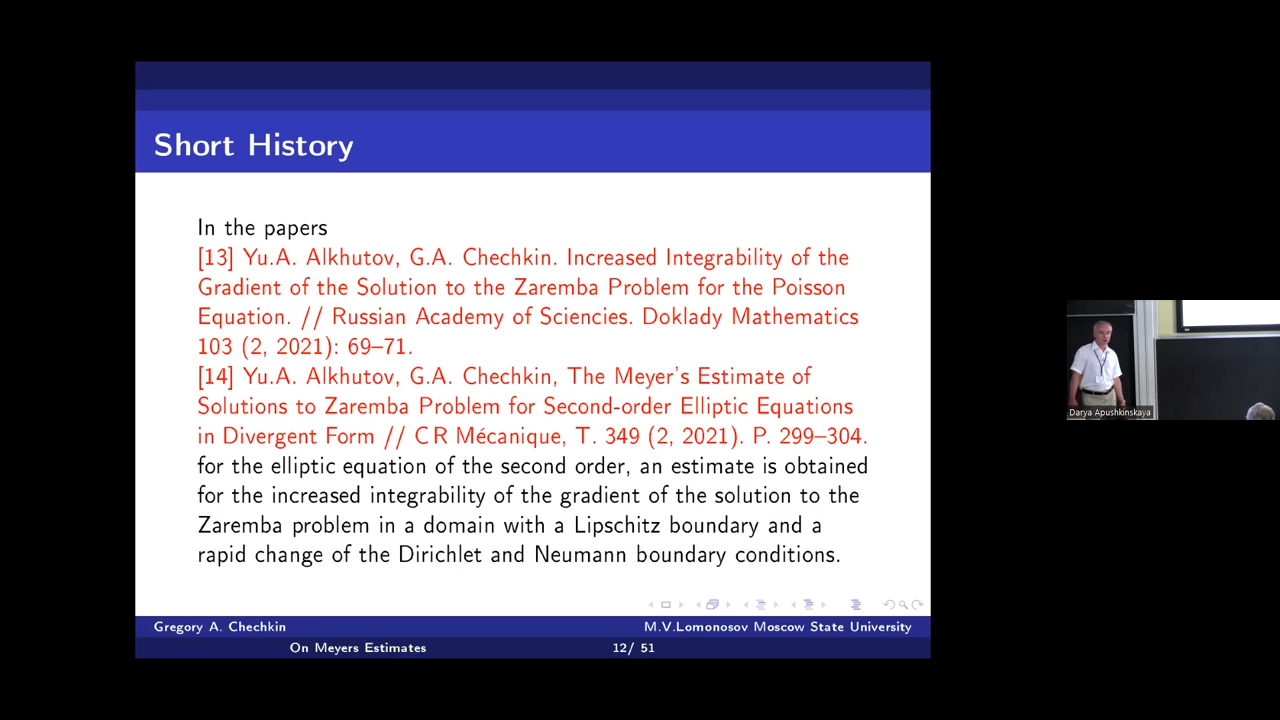 Short History
In the papers
[13] Yu.A. Alkhutov, G.A. Chechkin. Increased Integrability of the
Gradient of the Solution to the Zaremba Problem for the Poisson
Equation. // Russian Academy of Sciencies. Doklady Mathematics
103 (2, 2021): 69–71.
[14] Yu.A. Alkhutov, G.A. Chechkin, The Meyer's Estimate of
Solutions to Zaremba Problem for Second-order Elliptic Equations
in Divergent Form // C R Mécanique, T. 349 (2, 2021). P. 299–304.
for the elliptic equation of the second order, an estimate is obtained
for the increased integrability of the gradient of the solution to the
Zaremba problem in a domain with a Lipschitz boundary and a
rapid change of the Dirichlet and Neumann boundary conditions.
Gregory A. Chechkin
M.V.Lomonosov Moscow State University
On Meyers Estimates
12/ 51
Darya Apushkinskaya